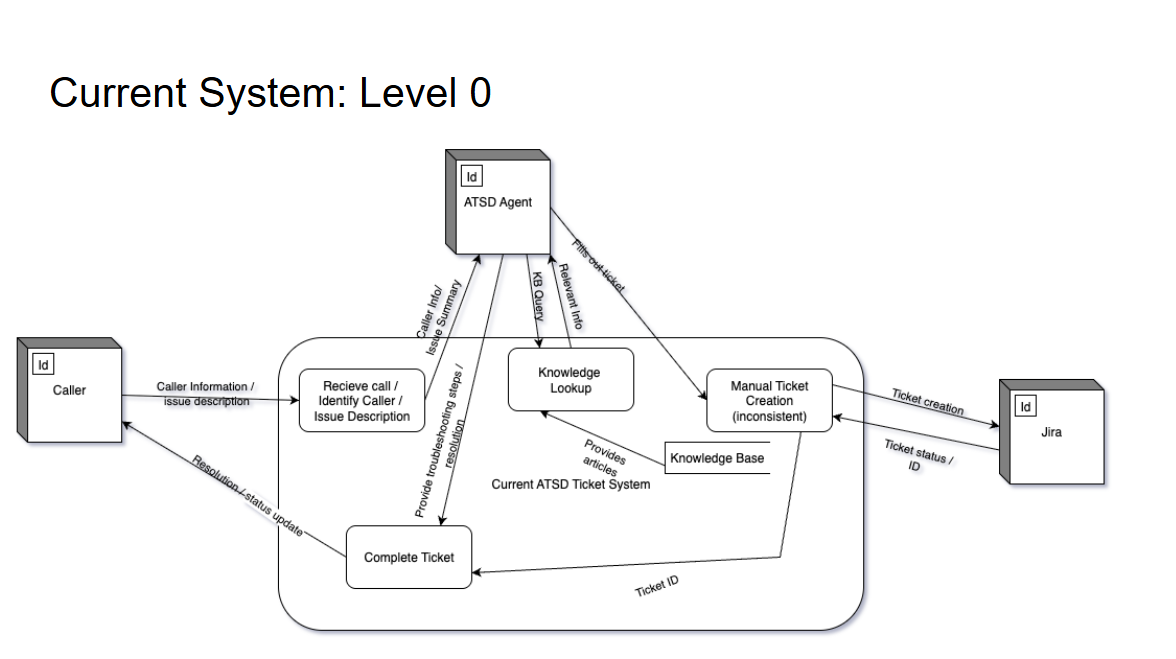 Current System: Level 0
Id
ATSD Agent
Fills out ticket
KB Query
Relevant Info
Caller Info/
Issue Summary
Id
Caller
Caller Information /
issue description
Recieve call /
Identify Caller /
Issue Description
Knowledge
Lookup
Manual Ticket
Creation
(inconsistent)
Ticket creation
Id
Jira
Ticket status /
ID
Provide troubleshooting steps /
resolution
Provides
articles
Knowledge Base
Current ATSD Ticket System
Resolution / status update
Complete Ticket
Ticket ID